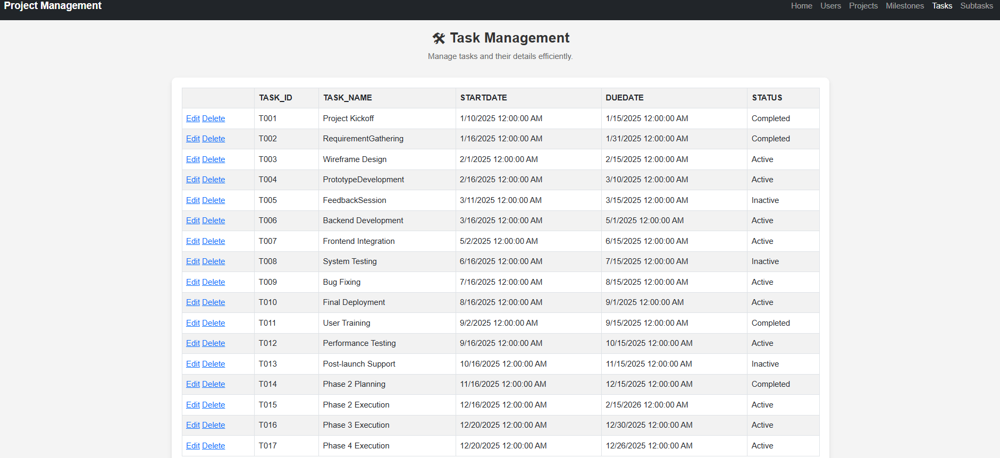 Project Management Home Users Projects Milestones Tasks Subtasks
Task Management
Manage tasks and their details efficiently.
TASK_ID TASK_NAME STARTDATE DUEDATE STATUS
Edit Delete T001 Project Kickoff 1/10/2025 12:00:00 AM 1/15/2025 12:00:00 AM Completed
Edit Delete T002 RequirementGathering 1/16/2025 12:00:00 AM 1/31/2025 12:00:00 AM Completed
Edit Delete T003 Wireframe Design 2/1/2025 12:00:00 AM 2/15/2025 12:00:00 AM Active
Edit Delete T004 PrototypeDevelopment 2/16/2025 12:00:00 AM 3/10/2025 12:00:00 AM Active
Edit Delete T005 FeedbackSession 3/11/2025 12:00:00 AM 3/15/2025 12:00:00 AM Inactive
Edit Delete T006 Backend Development 3/16/2025 12:00:00 AM 5/1/2025 12:00:00 AM Active
Edit Delete T007 Frontend Integration 5/2/2025 12:00:00 AM 6/15/2025 12:00:00 AM Active
Edit Delete T008 System Testing 6/16/2025 12:00:00 AM 7/15/2025 12:00:00 AM Inactive
Edit Delete T009 Bug Fixing 7/16/2025 12:00:00 AM 8/15/2025 12:00:00 AM Active
Edit Delete T010 Final Deployment 8/16/2025 12:00:00 AM 9/1/2025 12:00:00 AM Active
Edit Delete T011 User Training 9/2/2025 12:00:00 AM 9/15/2025 12:00:00 AM Completed
Edit Delete T012 Performance Testing 9/16/2025 12:00:00 AM 10/15/2025 12:00:00 AM Active
Edit Delete T013 Post-launch Support 10/16/2025 12:00:00 AM 11/15/2025 12:00:00 AM Inactive
Edit Delete T014 Phase 2 Planning 11/16/2025 12:00:00 AM 12/15/2025 12:00:00 AM Completed
Edit Delete T015 Phase 2 Execution 12/16/2025 12:00:00 AM 2/15/2026 12:00:00 AM Active
Edit Delete T016 Phase 3 Execution 12/20/2025 12:00:00 AM 12/30/2025 12:00:00 AM Active
Edit Delete T017 Phase 4 Execution 12/20/2025 12:00:00 AM 12/26/2025 12:00:00 AM Active